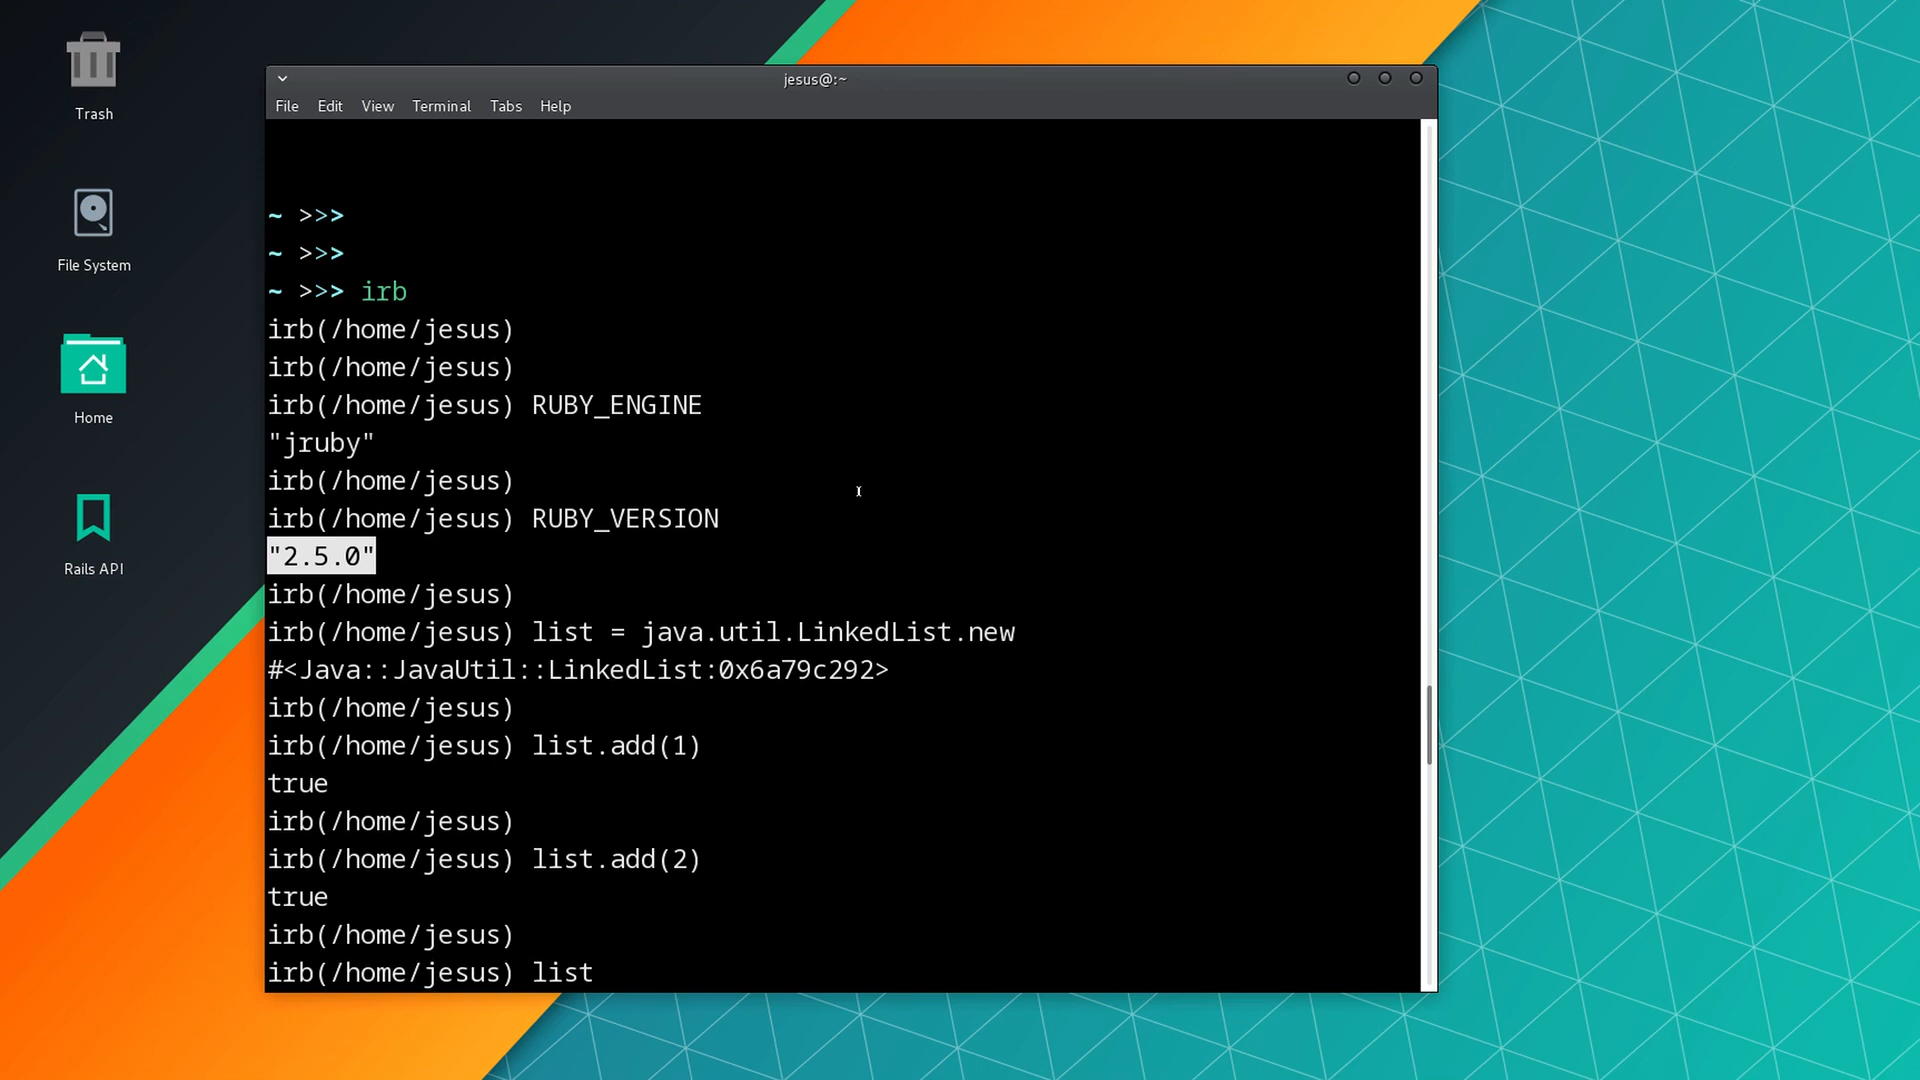 Trash
File System
Home
Rails API
jesus@:~
File Edit View Terminal Tabs Help
~ >>>
~ >>>
~ >>> irb
irb(/home/jesus)
irb(/home/jesus)
irb(/home/jesus) RUBY_ENGINE
"jruby"
irb(/home/jesus)
irb(/home/jesus) RUBY_VERSION
"2.5.0"
irb(/home/jesus)
irb(/home/jesus) list = java.util.LinkedList.new
#<Java::JavaUtil::LinkedList:0x6a79c292>
irb(/home/jesus)
irb(/home/jesus) list.add(1)
true
irb(/home/jesus)
irb(/home/jesus) list.add(2)
true
irb(/home/jesus)
irb(/home/jesus) list